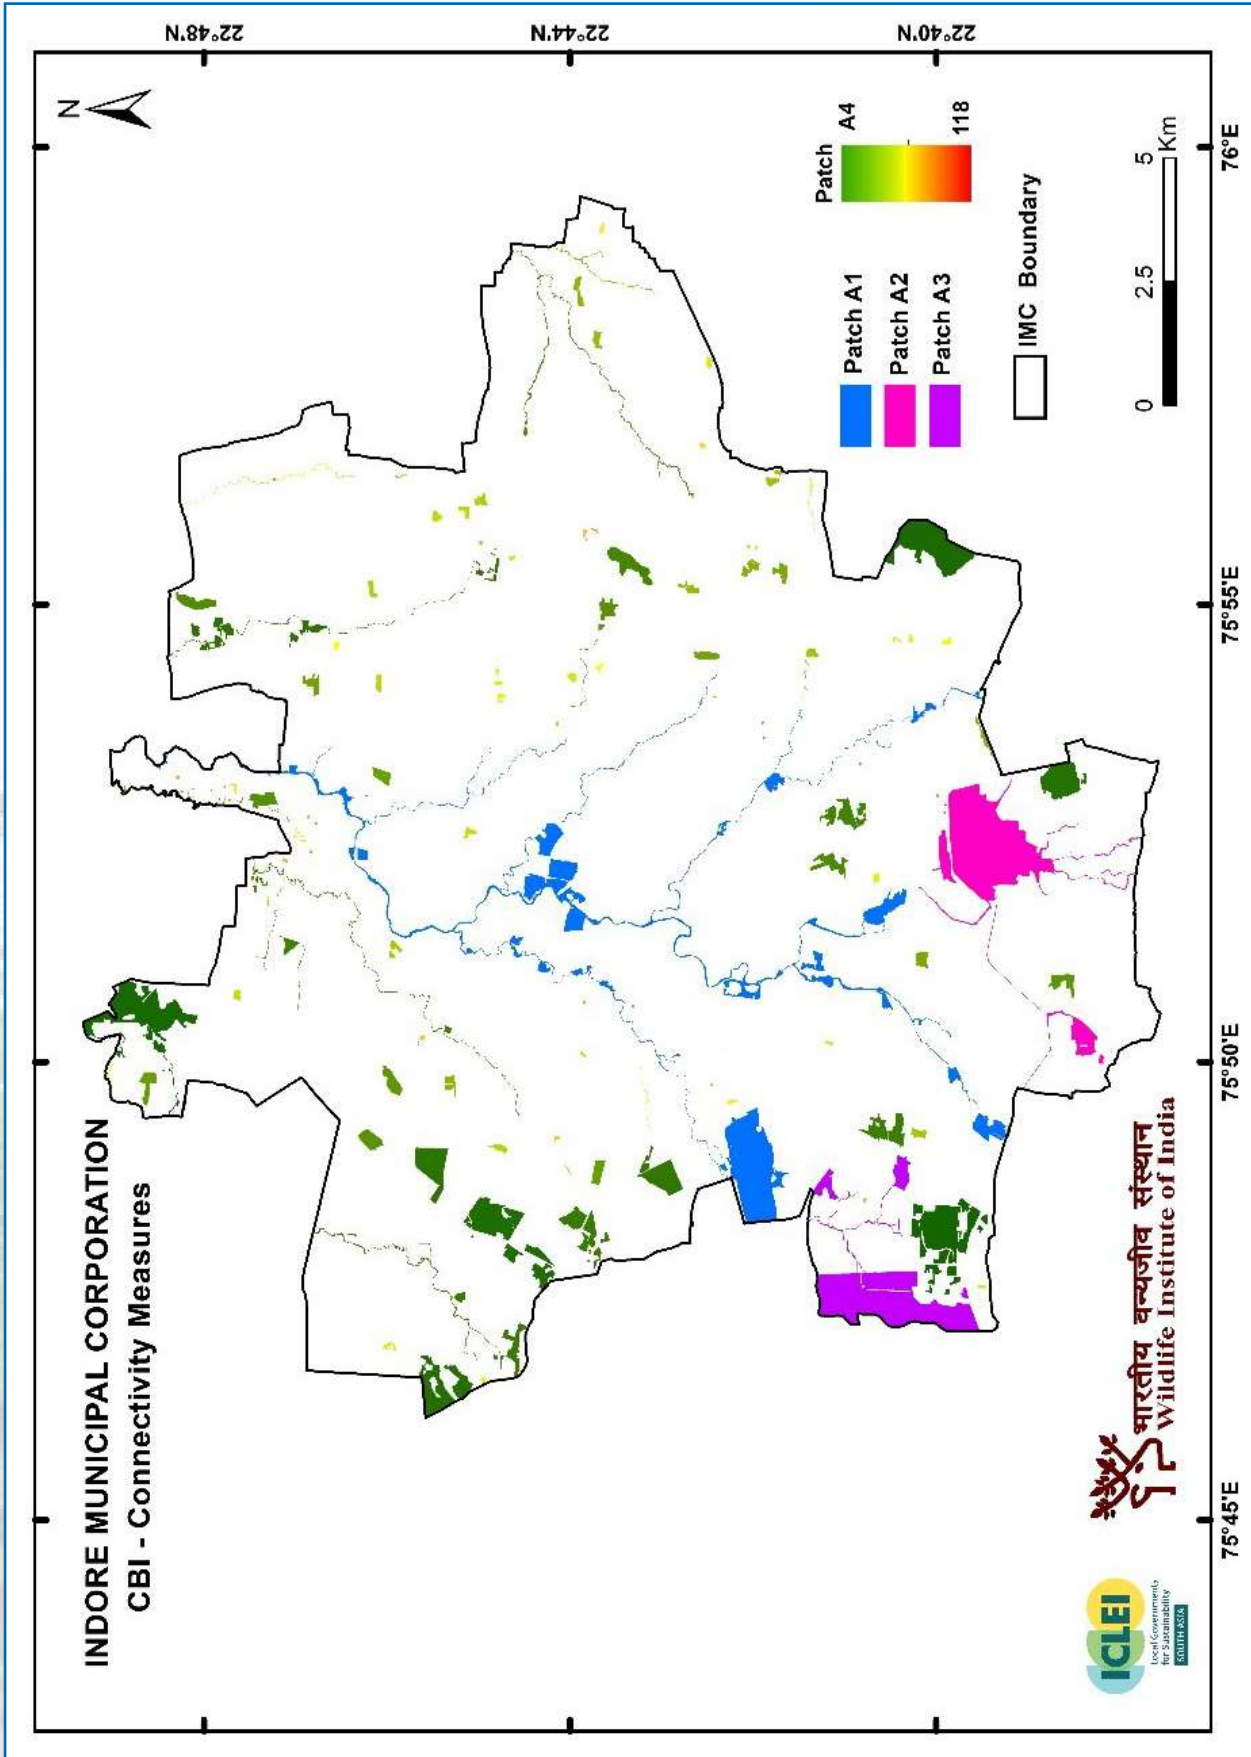 INDORE MUNICIPAL CORPORATION
CBI - Connectivity Measures
N
22°48'N
22°44'N
22°40'N
75°45'E
75°50'E
75°55'E
76°E
Patch A1
Patch A2
Patch A3
Patch
A4
118
IMC Boundary
0 2.5 5
Km
ICLEI
Local Governments
for Sustainability
SOUTH ASIA
भारतीय वन्यजीव संस्थान
Wildlife Institute of India